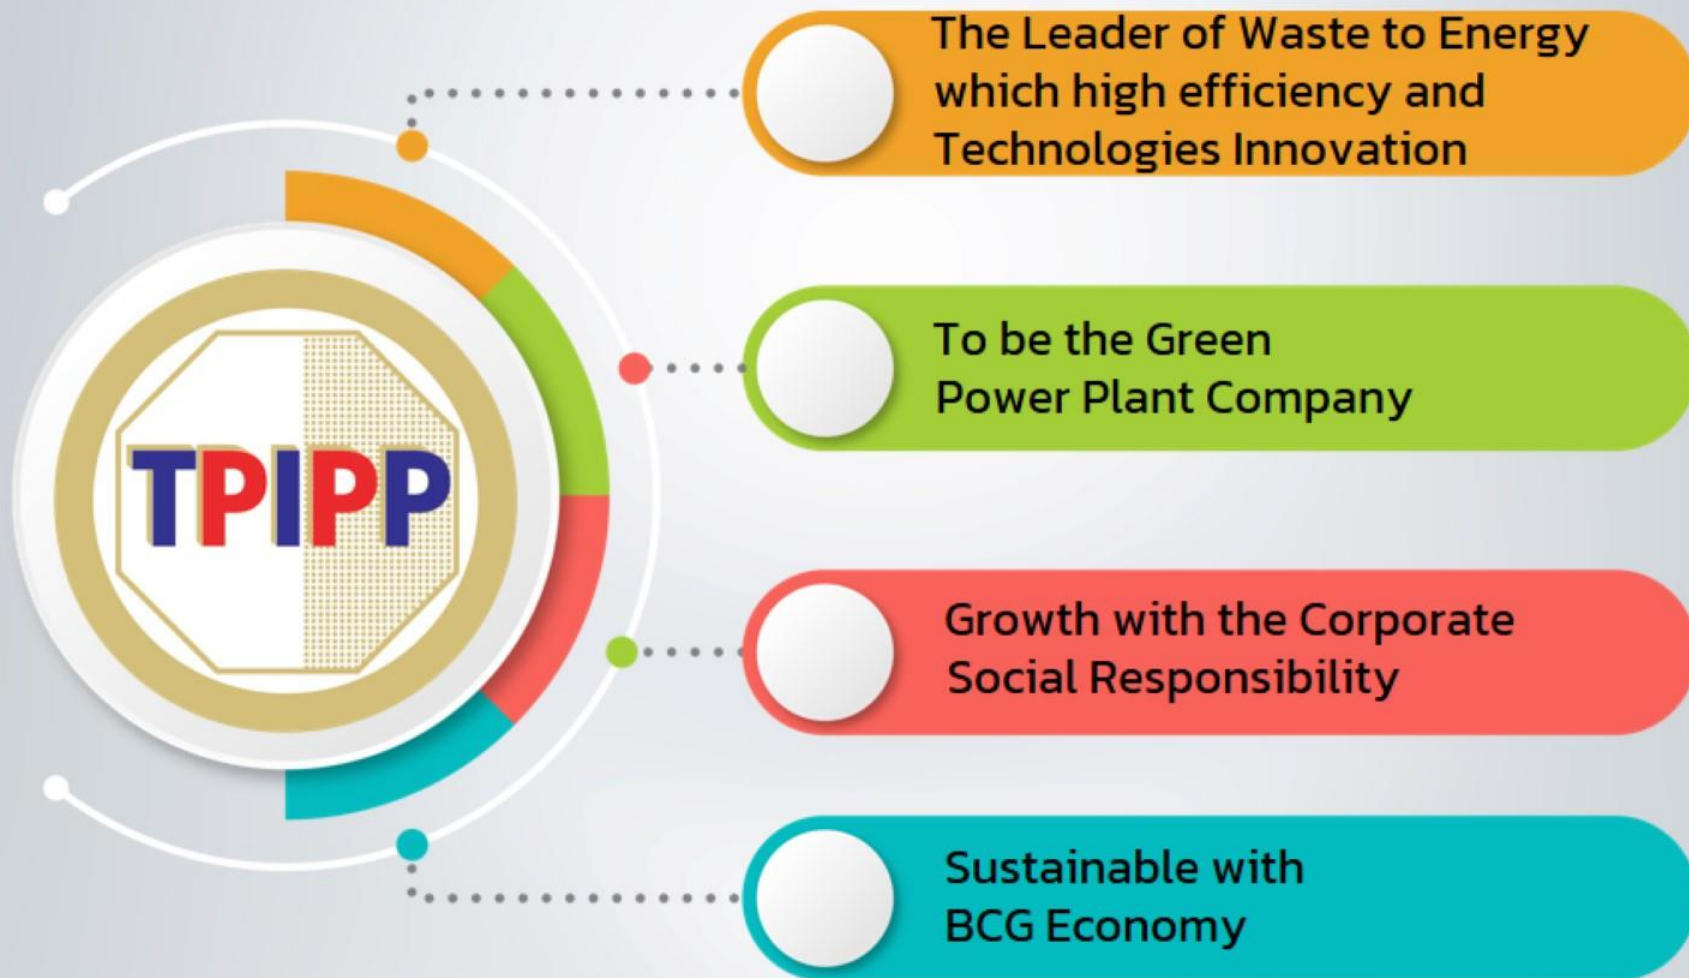 The Leader of Waste to Energy
which high efficiency and
Technologies Innovation
To be the Green
Power Plant Company
TPIPP
Growth with the Corporate
Social Responsibility
Sustainable with
BCG Economy